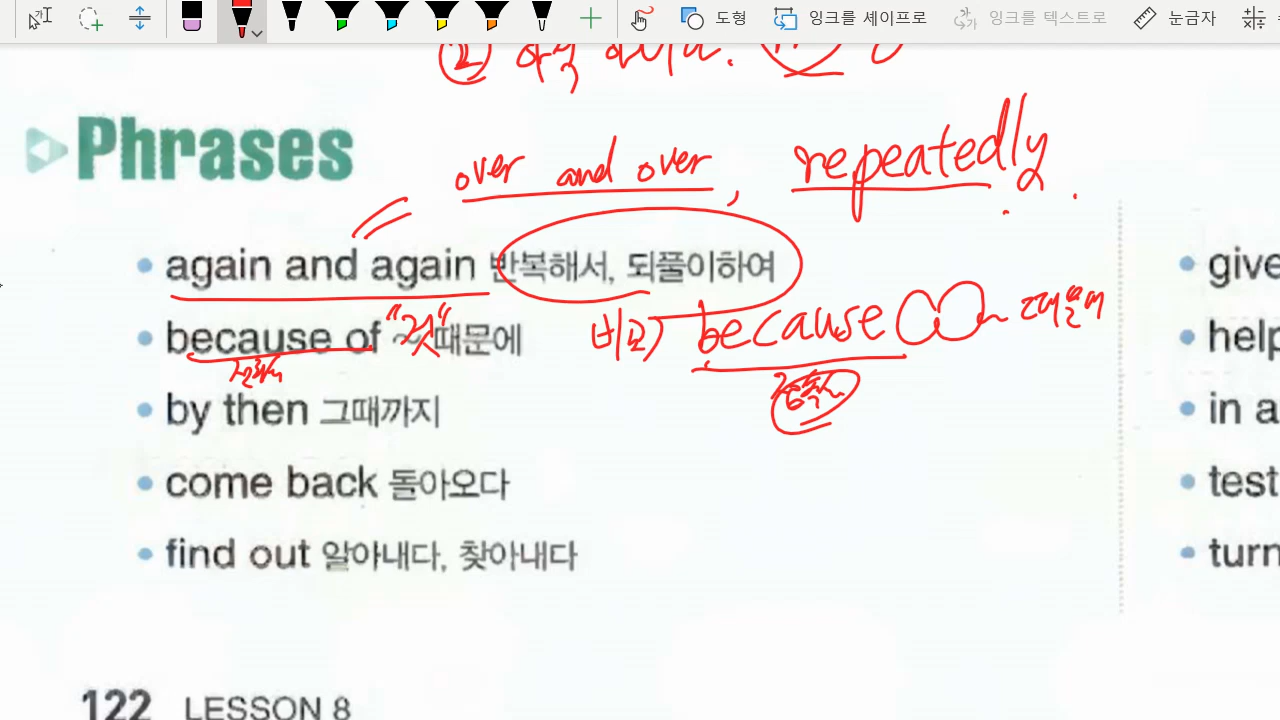 도형 잉크를 셰이프로 잉크를 텍스트로 눈금자
Phrases
over and over, repeatedly
again and again 반복해서, 되풀이하여
because of ~ 때문에 "것" 비교) because ~ 때문에
전치사 접속사
by then 그때까지
come back 돌아오다
find out 알아내다, 찾아내다
give
help
in a
test
turn
122 LESSON 8